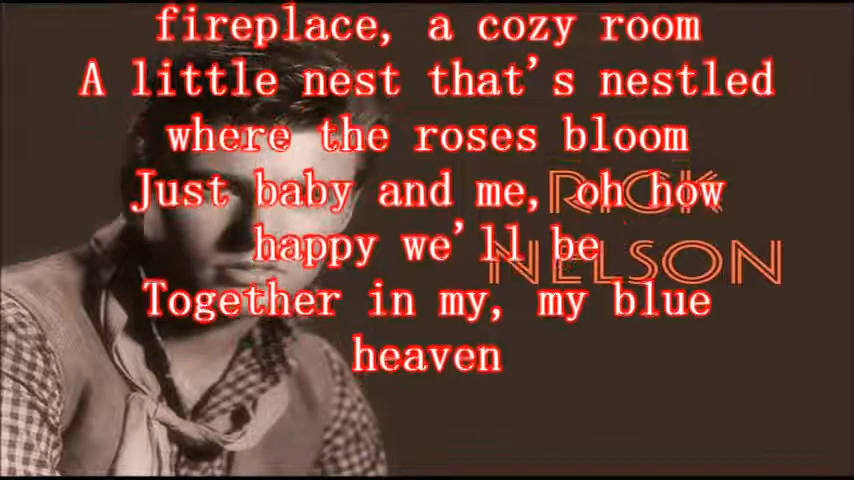 fireplace, a cozy room
A little nest that's nestled
where the roses bloom
Just baby and me, oh how
happy we'll be
Together in my, my blue
heaven
RICK
NELSON